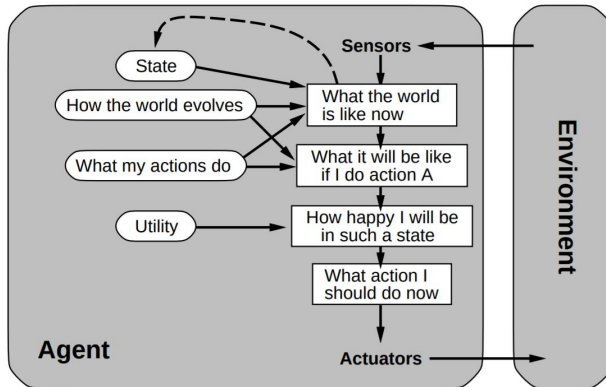 Sensors
State
What the world
is like now
How the world evolves
What it will be like
if I do action A
What my actions do
How happy I will be
in such a state
Utility
What action I
should do now
Agent
Actuators
Environment